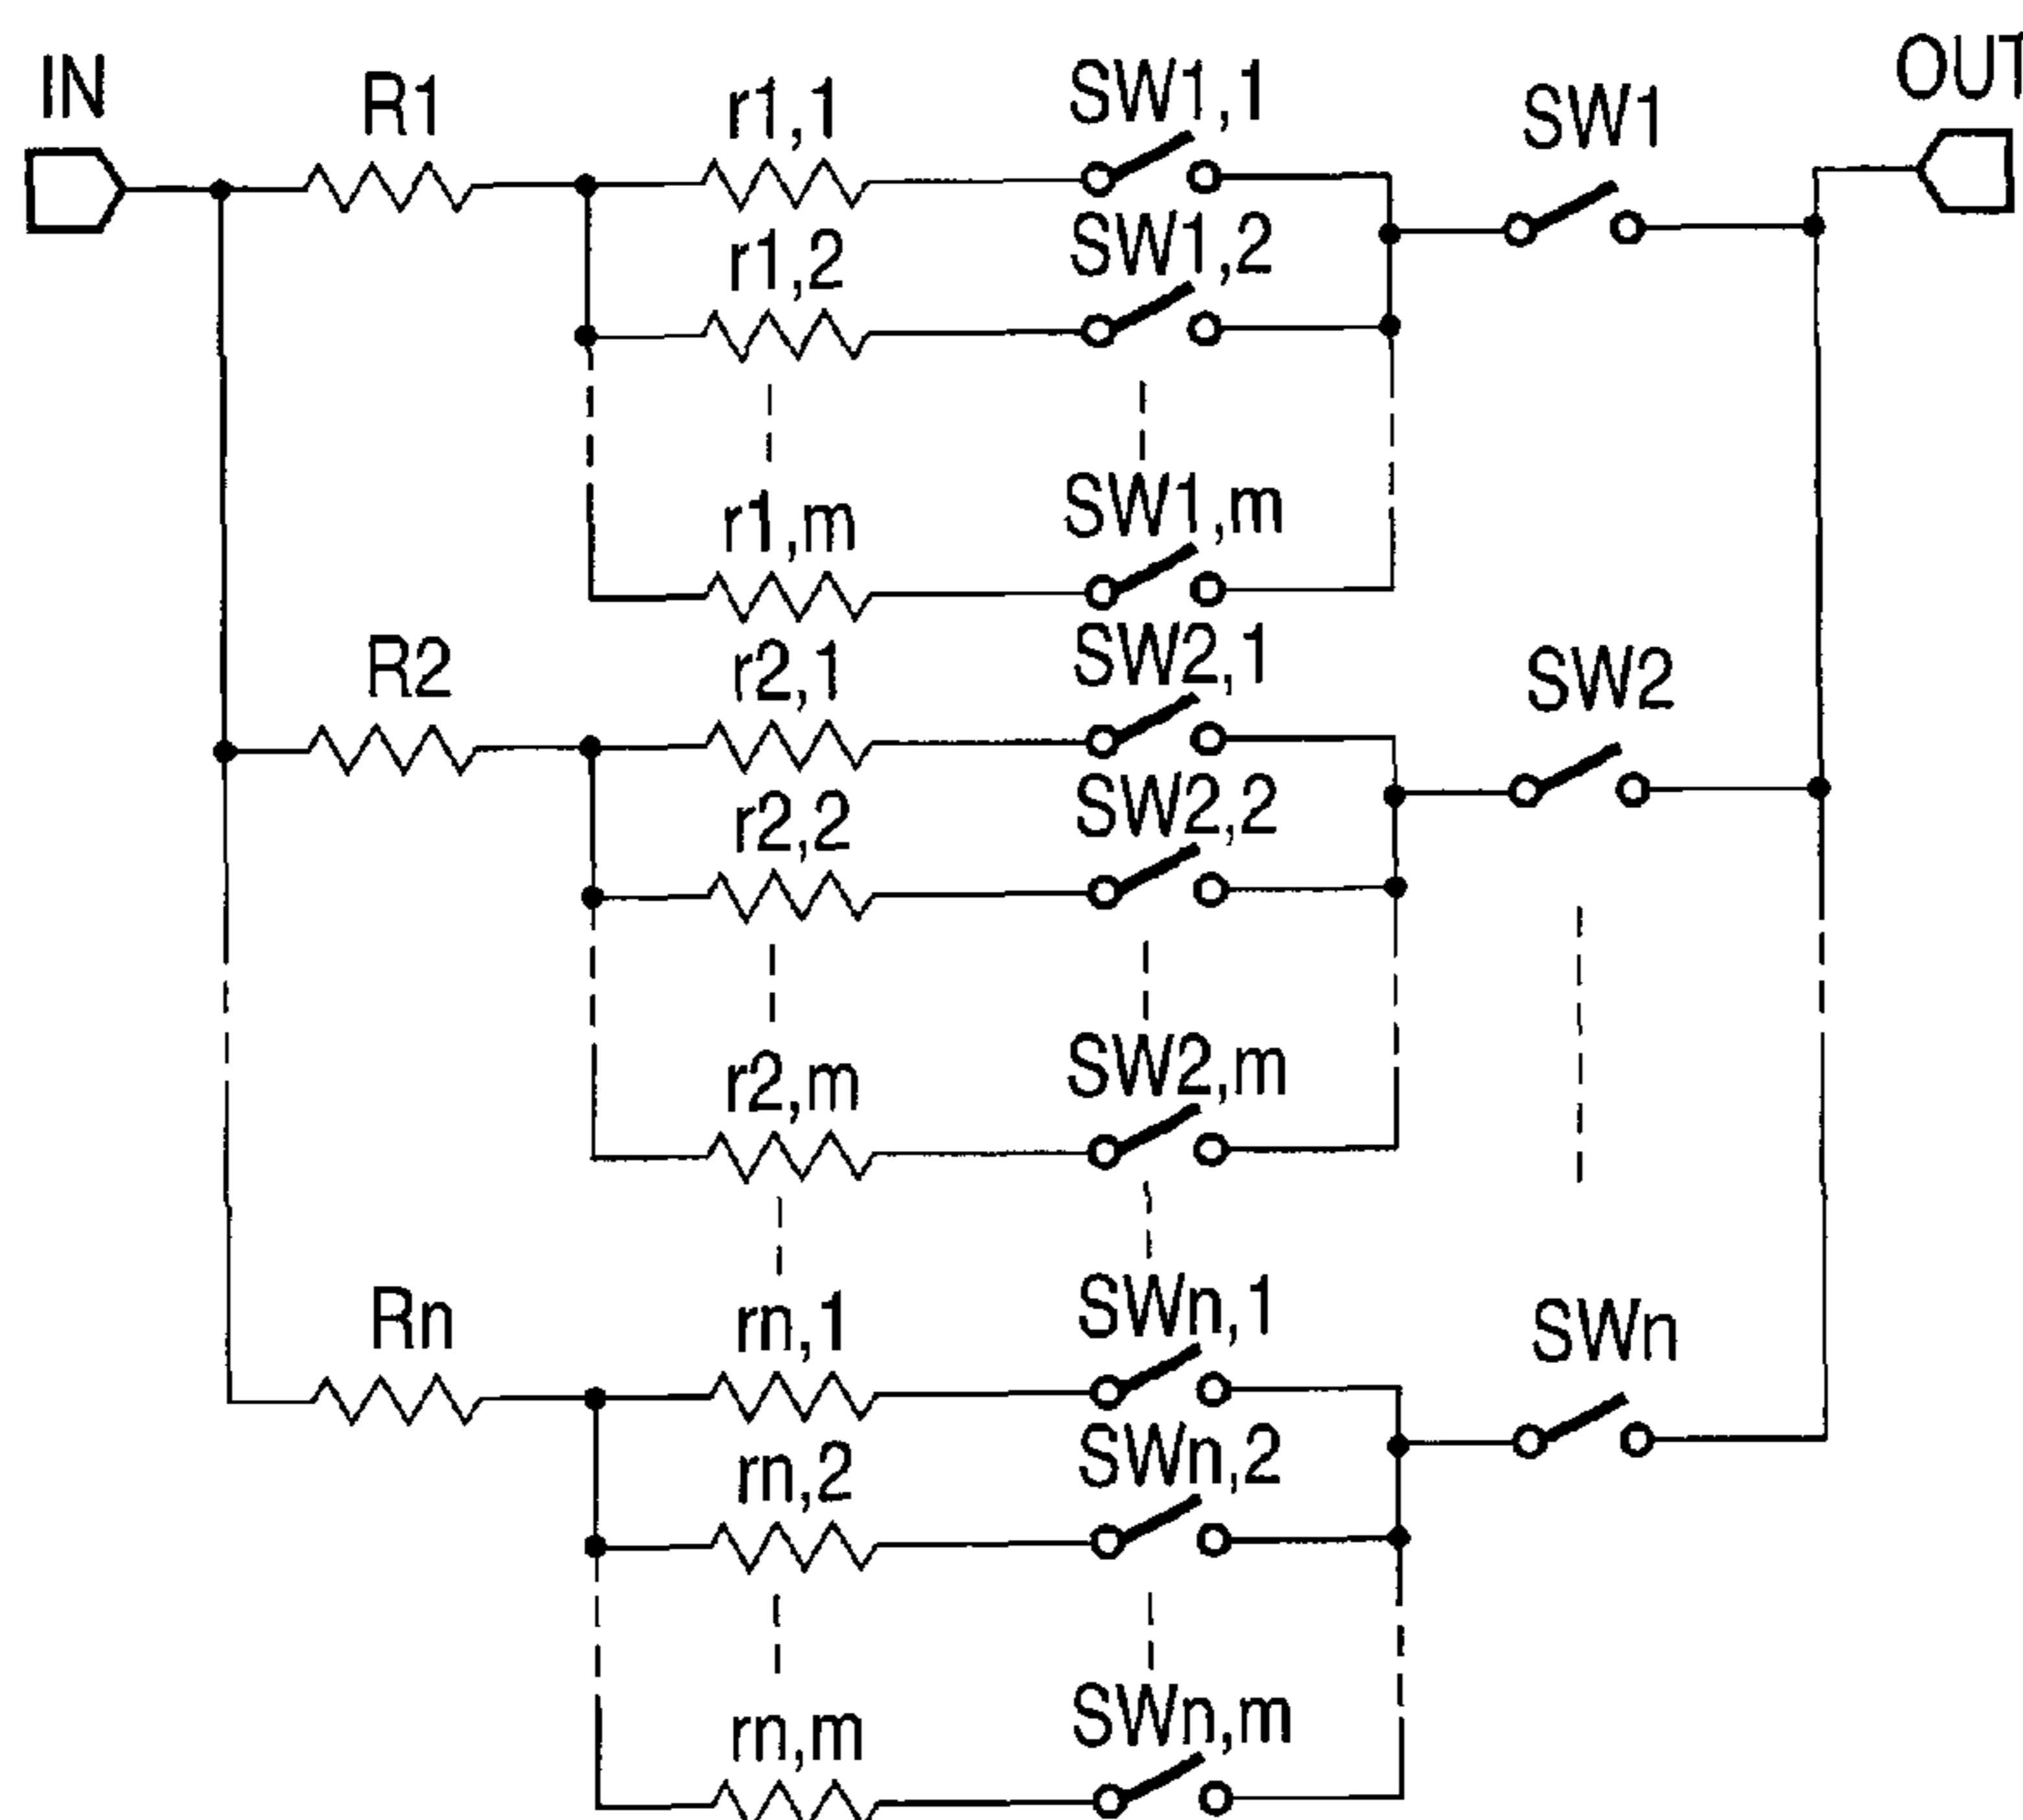 IN R1 r1,1 SW1,1 SW1 OUT
r1,2 SW1,2
r1,m SW1,m
R2 r2,1 SW2,1 SW2
r2,2 SW2,2
r2,m SW2,m
Rn rn,1 SWn,1 SWn
rn,2 SWn,2
rn,m SWn,m